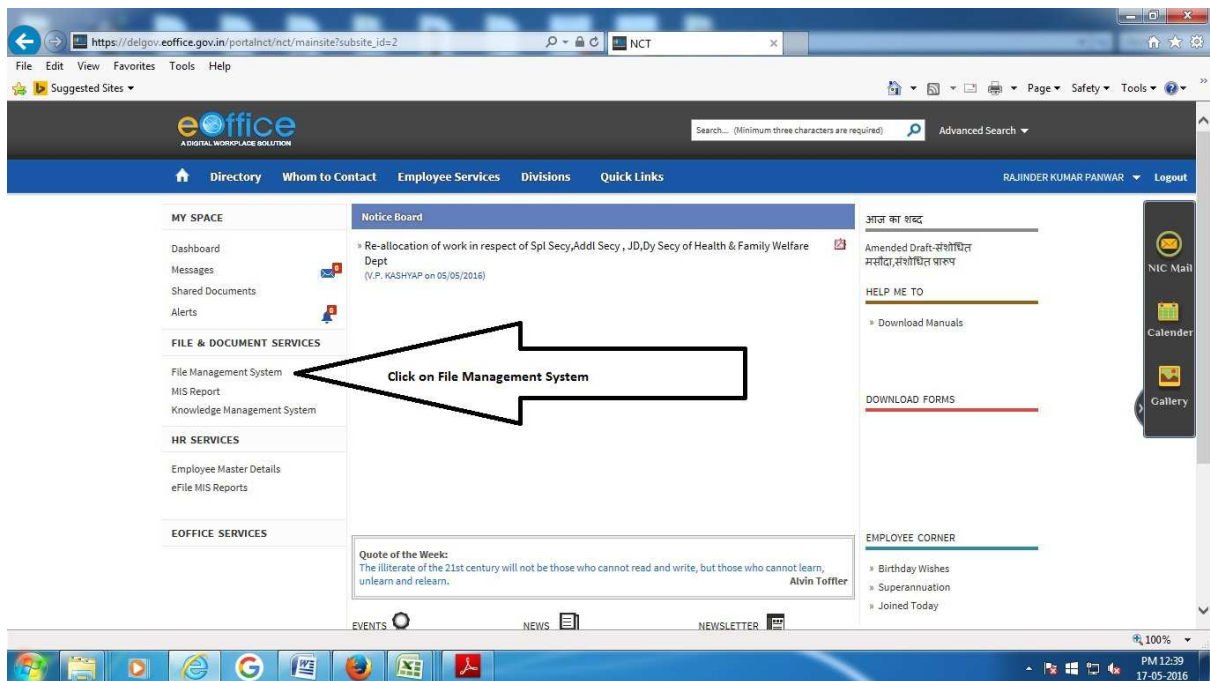 https://delgov.eoffice.gov.in/portalnct/nct/mainsite?subsite_id=2
NCT
File Edit View Favorites Tools Help
Suggested Sites
Page Safety Tools
eOffice
A DIGITAL WORKPLACE SOLUTION
Search... (Minimum three characters are required)
Advanced Search
Directory Whom to Contact Employee Services Divisions Quick Links
RAJINDER KUMAR PANWAR Logout
MY SPACE
Dashboard
Messages
Shared Documents
Alerts
FILE & DOCUMENT SERVICES
File Management System
MIS Report
Knowledge Management System
HR SERVICES
Employee Master Details
eFile MIS Reports
EOFFICE SERVICES
Notice Board
» Re-allocation of work in respect of Spl Secy,Addl Secy , JD,Dy Secy of Health & Family Welfare
Dept
(V.P. KASHYAP on 05/05/2016)
Click on File Management System
Quote of the Week:
The illiterate of the 21st century will not be those who cannot read and write, but those who cannot learn,
unlearn and relearn. Alvin Toffler
EVENTS NEWS NEWSLETTER
आज का शब्द
Amended Draft-संशोधित
मसौदा,संशोधित प्रारूप
HELP ME TO
» Download Manuals
DOWNLOAD FORMS
EMPLOYEE CORNER
» Birthday Wishes
» Superannuation
» Joined Today
NIC Mail
Calender
Gallery
100%
PM 12:39
17-05-2016